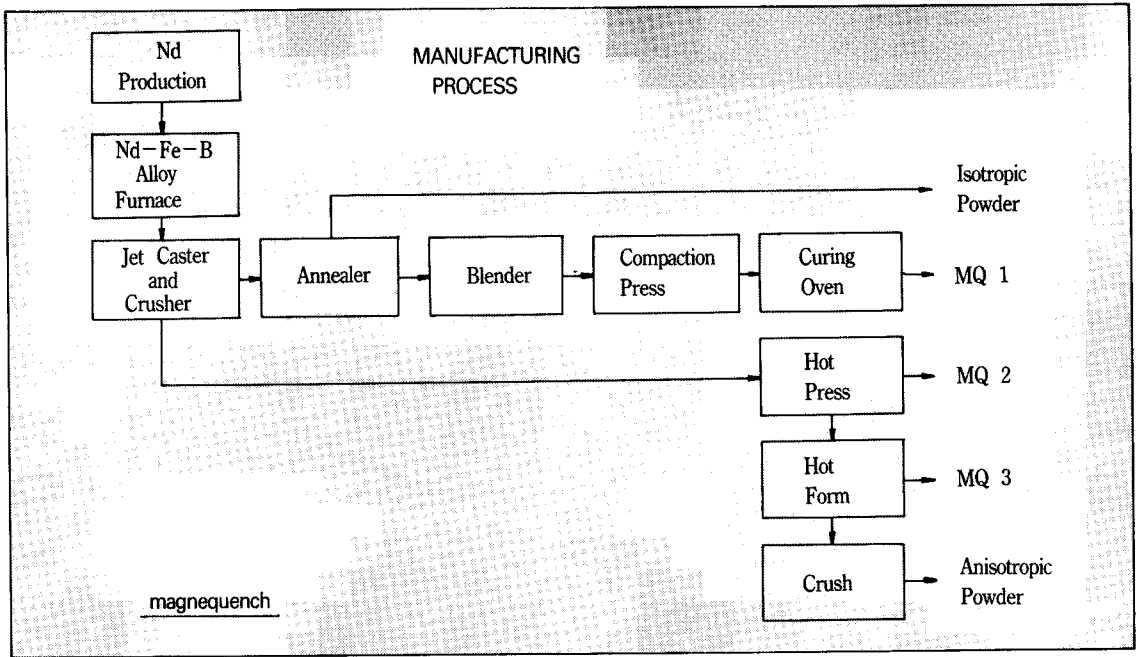 MANUFACTURING
PROCESS
Nd
Production
Nd-Fe-B
Alloy
Furnace
Isotropic
Powder
Jet Caster
and
Crusher
Annealer
Blender
Compaction
Press
Curing
Oven
MQ 1
Hot
Press
MQ 2
Hot
Form
MQ 3
Crush
Anisotropic
Powder
magnequench